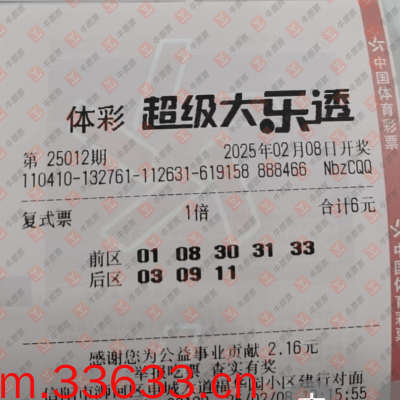 体彩 超级大乐透
第 25012期 2025年02月08日开奖
110410-132761-112631-619158 888466 NbzCQQ
复式票 1倍 合计6元
前区 01 08 30 31 33
后区 03 09 11
感谢您为公益事业贡献 2.16元
m.33633.cn
中国体育彩票
中国体育